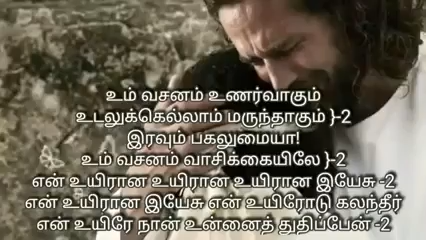 உம் வசனம் உணர்வாகும்
உடலுக்கெல்லாம் மருந்தாகும் }-2
இரவும் பகலுமையா!
உம் வசனம் வாசிக்கையிலே }-2
என் உயிரான உயிரான உயிரான இயேசு -2
என் உயிரான இயேசு என் உயிரோடு கலந்தீர்
என் உயிரே நான் உன்னைத் துதிப்பேன் -2